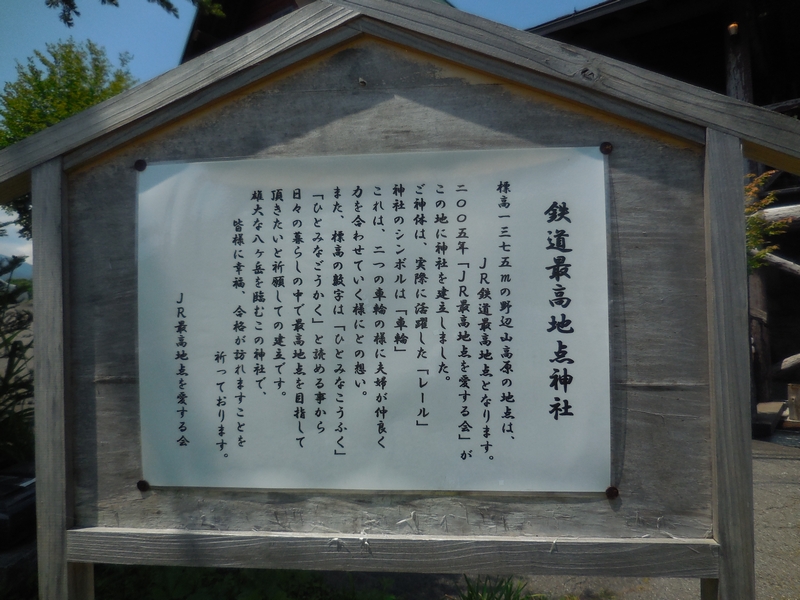 鉄道最高地点神社
標高一三七五mの野辺山高原の地点は、
JR鉄道最高地点となります。
二〇〇五年「JR最高地点を愛する会」が
この地に神社を建立しました。
ご神体は、実際に活躍した「レール」
神社のシンボルは「車輪」
これは、二つの車輪の様に夫婦が仲良く
力を合わせていく様にとの想い。
また、標高の数字は「ひとみなこうふく」
「ひとみなごうかく」と読める事から
日々の暮らしの中で最高地点を目指して
頂きたいと祈願しての建立です。
雄大な八ヶ岳を臨むこの神社で、
皆様に幸福、合格が訪れますことを
祈っております。
JR最高地点を愛する会